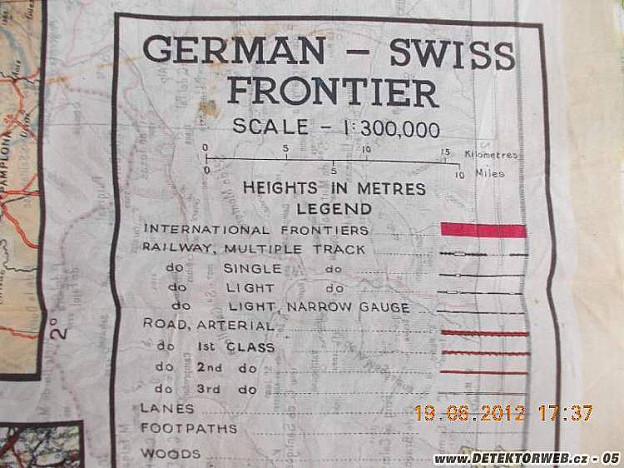 GERMAN – SWISS
FRONTIER
SCALE – 1:300,000
0 5 10 15 Kilometres
0 5 10 Miles
HEIGHTS IN METRES
LEGEND
INTERNATIONAL FRONTIERS
RAILWAY, MULTIPLE TRACK
do SINGLE do
do LIGHT do
do LIGHT, NARROW GAUGE
ROAD, ARTERIAL
do 1st CLASS
do 2nd do
do 3rd do
LANES
FOOTPATHS
WOODS
PAMPLONA
2°
19.06.2012 17:37
WWW.DETEKTORWEB.cz - 05